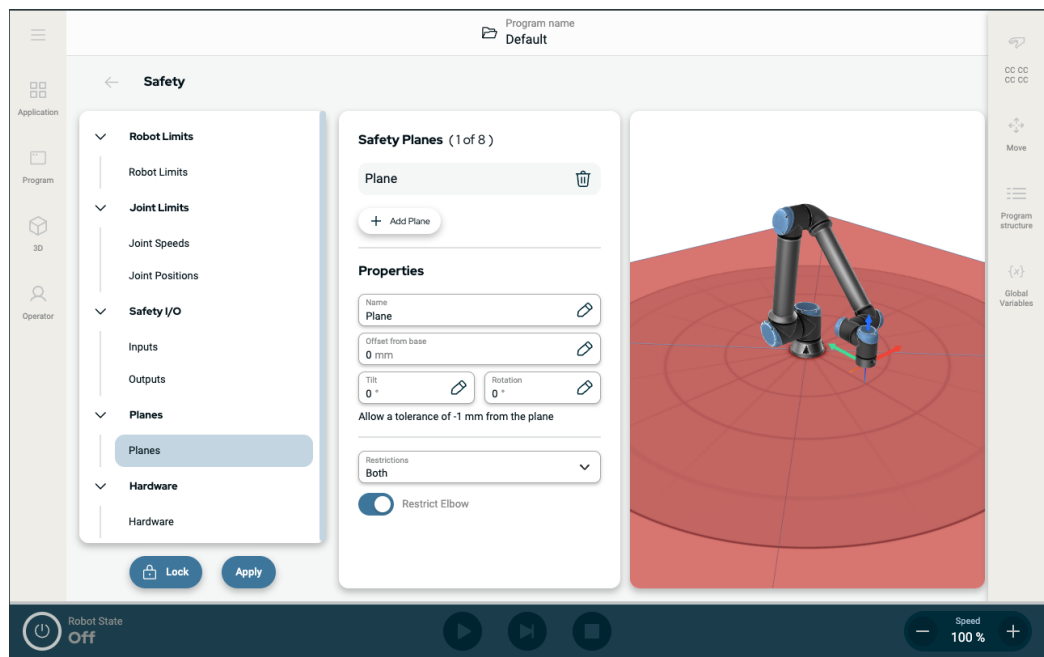 Program name
Default
Safety
Application
Program
3D
Operator
Robot Limits
Robot Limits
Joint Limits
Joint Speeds
Joint Positions
Safety I/O
Inputs
Outputs
Planes
Planes
Hardware
Hardware
Lock
Apply
Safety Planes (1 of 8)
Plane
Add Plane
Properties
Name
Plane
Offset from base
0 mm
Tilt
0 °
Rotation
0 °
Allow a tolerance of -1 mm from the plane
Restrictions
Both
Restrict Elbow
CC CC
CC CC
Move
Program
structure
{x}
Global
Variables
Robot State
Off
Speed
100 %